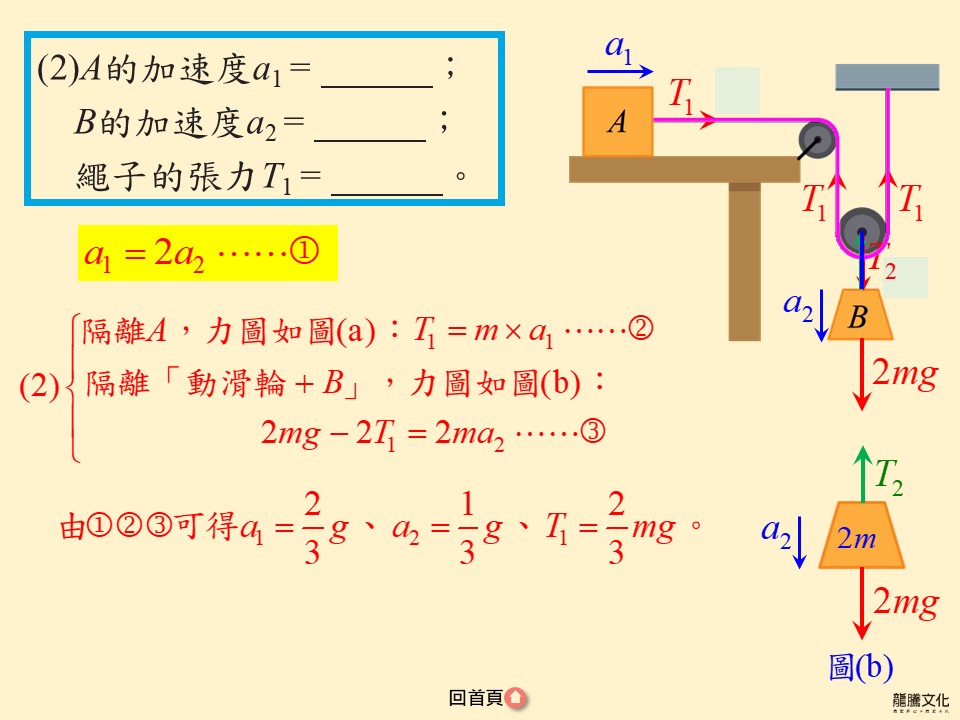 (2)A的加速度a₁ = ______ ；
B的加速度a₂ = ______ ；
繩子的張力T₁ = ______ 。
a₁ = 2a₂ ……①
(2)
隔離A，力圖如圖(a)：T₁ = m × a₁ ……②
隔離「動滑輪 + B」，力圖如圖(b)：
2mg − 2T₁ = 2ma₂ ……③
由①②③可得a₁ = 2/3 g、a₂ = 1/3 g、T₁ = 2/3 mg。
a₁
A
T₁
T₁
T₁
T₂
a₂
B
2mg
T₂
a₂
2m
2mg
圖(b)
回首頁
龍騰文化